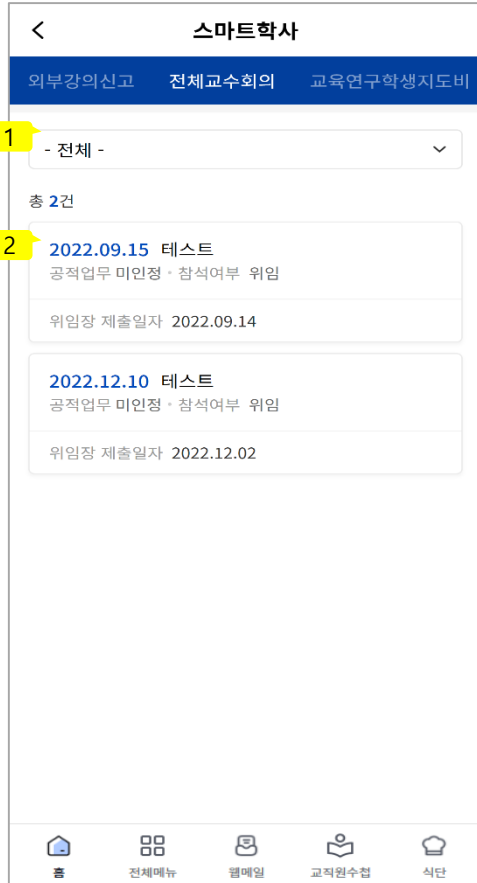 스마트학사
외부강의신고 전체교수회의 교육연구학생지도비
1
- 전체 -
총 2건
2
2022.09.15 테스트
공적업무 미인정 • 참석여부 위임
위임장 제출일자 2022.09.14
2022.12.10 테스트
공적업무 미인정 • 참석여부 위임
위임장 제출일자 2022.12.02
홈 전체메뉴 웹메일 교직원수첩 식단